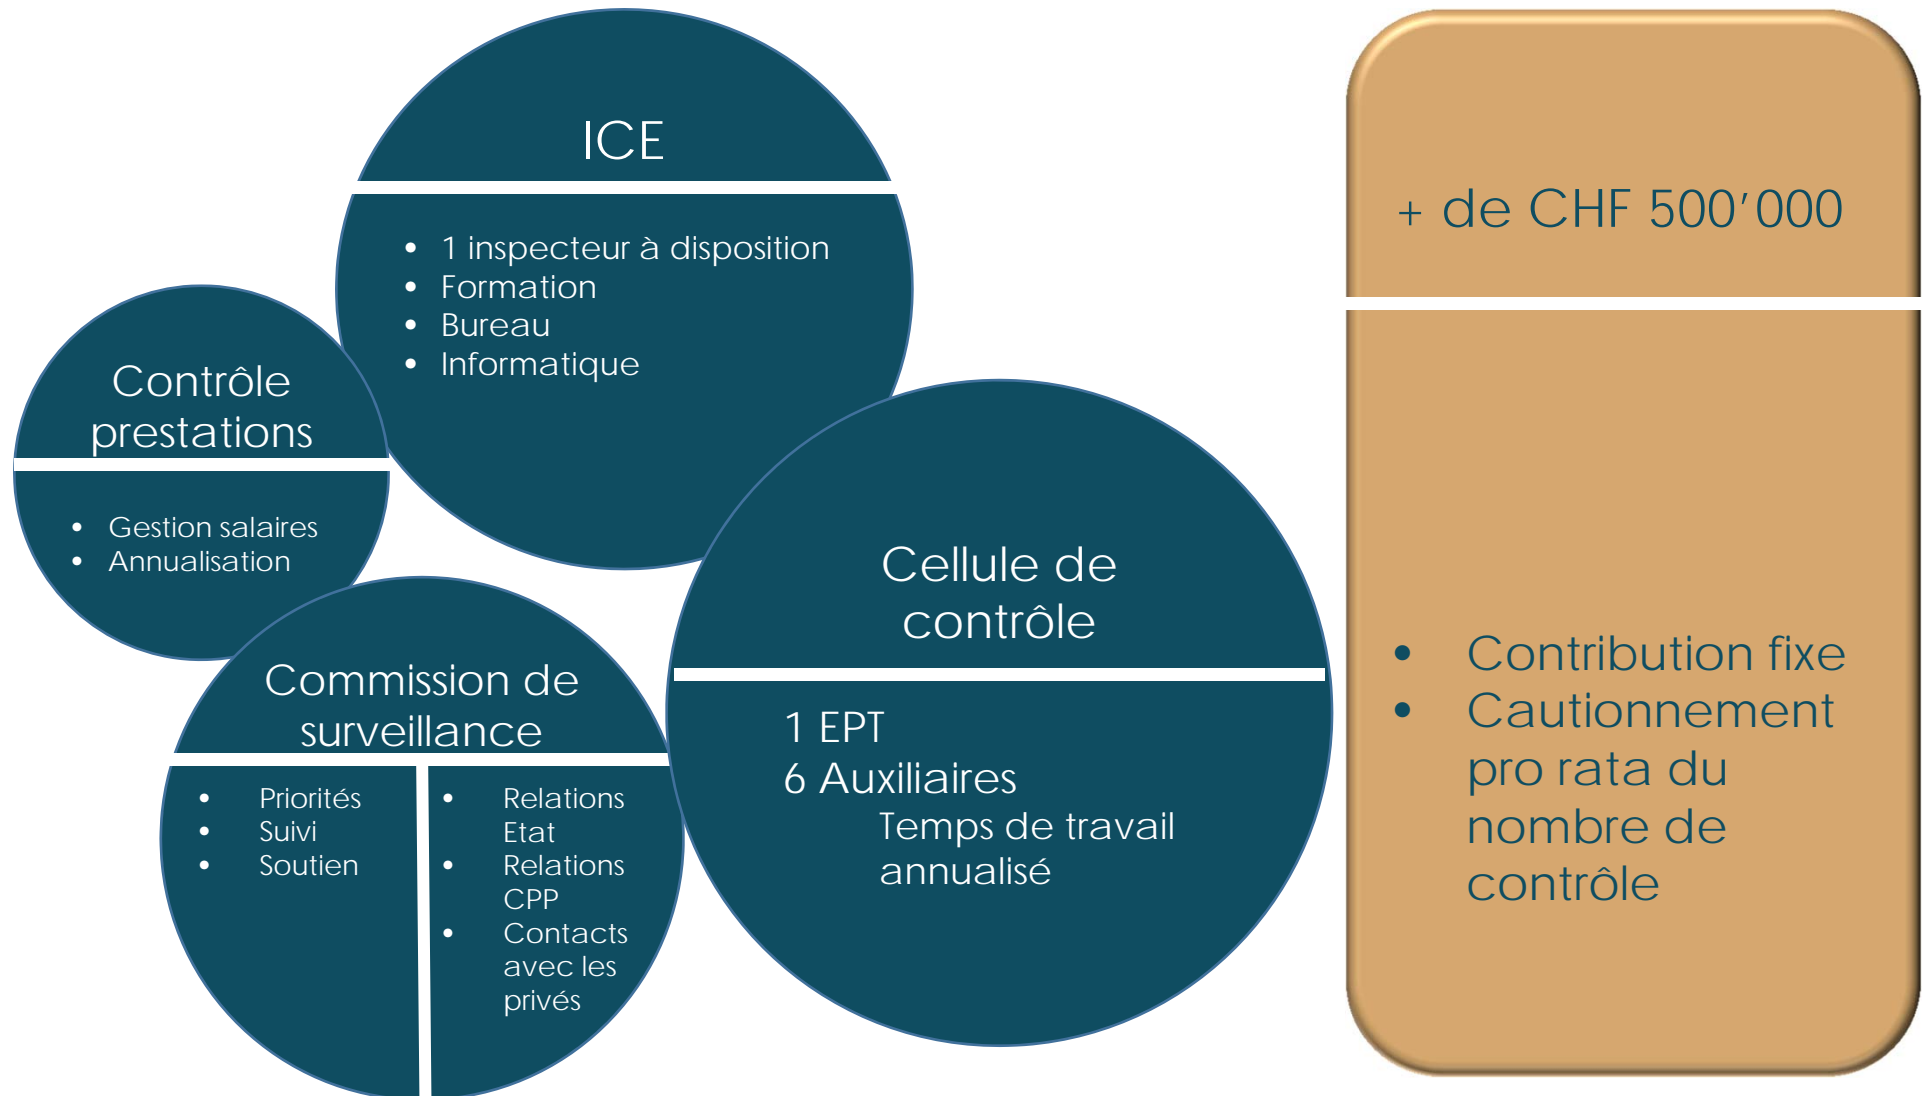 ICE
• 1 inspecteur à disposition
• Formation
• Bureau
• Informatique
Contrôle
prestations
• Gestion salaires
• Annualisation
Commission de
surveillance
• Priorités
• Suivi
• Soutien
• Relations
Etat
• Relations
CPP
• Contacts
avec les
privés
Cellule de
contrôle
1 EPT
6 Auxiliaires
Temps de travail
annualisé
+ de CHF 500’000
• Contribution fixe
• Cautionnement
pro rata du
nombre de
contrôle